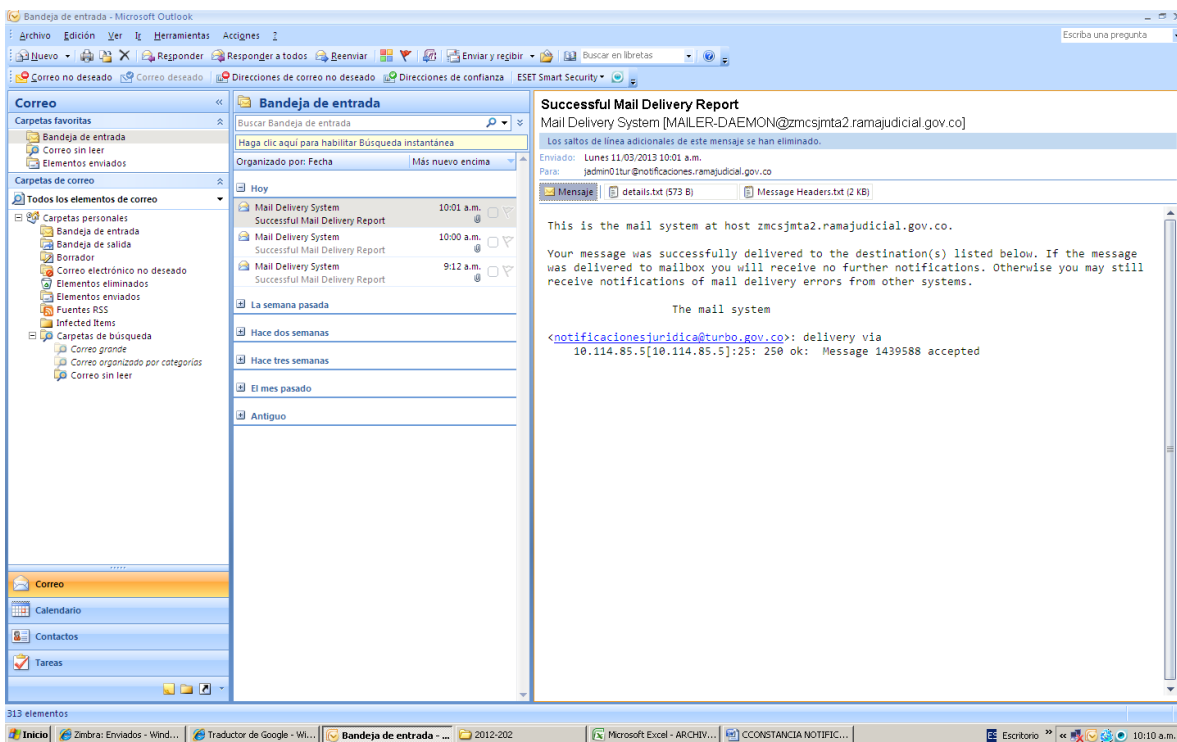 Bandeja de entrada - Microsoft Outlook
Archivo Edición Ver Ir Herramientas Acciones ? Escriba una pregunta
Nuevo Responder Responder a todos Reenviar Enviar y recibir Buscar en libretas
Correo no deseado Correo deseado Direcciones de correo no deseado Direcciones de confianza ESET Smart Security
Correo
Carpetas favoritas
Bandeja de entrada
Correo sin leer
Elementos enviados
Carpetas de correo
Todos los elementos de correo
Carpetas personales
Bandeja de entrada
Bandeja de salida
Borrador
Correo electrónico no deseado
Elementos eliminados
Elementos enviados
Fuentes RSS
Infected Items
Carpetas de búsqueda
Correo grande
Correo organizado por categorías
Correo sin leer
Correo
Calendario
Contactos
Tareas
Bandeja de entrada
Buscar Bandeja de entrada
Haga clic aquí para habilitar Búsqueda instantánea
Organizado por: Fecha Más nuevo encima
Hoy
Mail Delivery System 10:01 a.m.
Successful Mail Delivery Report
Mail Delivery System 10:00 a.m.
Successful Mail Delivery Report
Mail Delivery System 9:12 a.m.
Successful Mail Delivery Report
La semana pasada
Hace dos semanas
Hace tres semanas
El mes pasado
Antiguo
Successful Mail Delivery Report
Mail Delivery System [MAILER-DAEMON@zmcsjmta2.ramajudicial.gov.co]
Los saltos de línea adicionales de este mensaje se han eliminado.
Enviado: Lunes 11/03/2013 10:01 a.m.
Para: jadmin01tur@notificaciones.ramajudicial.gov.co
Mensaje details.txt (573 B) Message Headers.txt (2 KB)
This is the mail system at host zmcsjmta2.ramajudicial.gov.co.
Your message was successfully delivered to the destination(s) listed below. If the message
was delivered to mailbox you will receive no further notifications. Otherwise you may still
receive notifications of mail delivery errors from other systems.
The mail system
<notificacionesjuridica@turbo.gov.co>: delivery via
10.114.85.5[10.114.85.5]:25: 250 ok: Message 1439588 accepted
313 elementos
Inicio Zimbra: Enviados - Wind... Traductor de Google - Wi... Bandeja de entrada - ... 2012-202 Microsoft Excel - ARCHIV... CCONSTANCIA NOTIFIC... ES Escritorio » « 10:10 a.m.